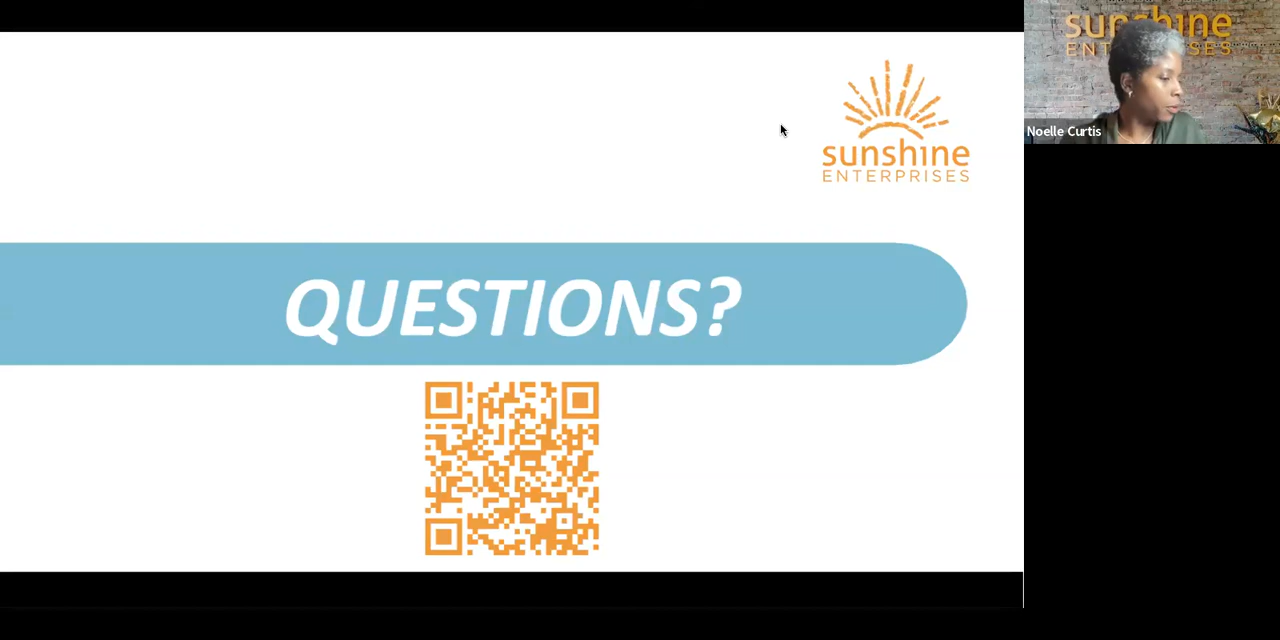 sunshine
ENTERPRISES
QUESTIONS?
sunshine
ENTERPRISES
Noelle Curtis